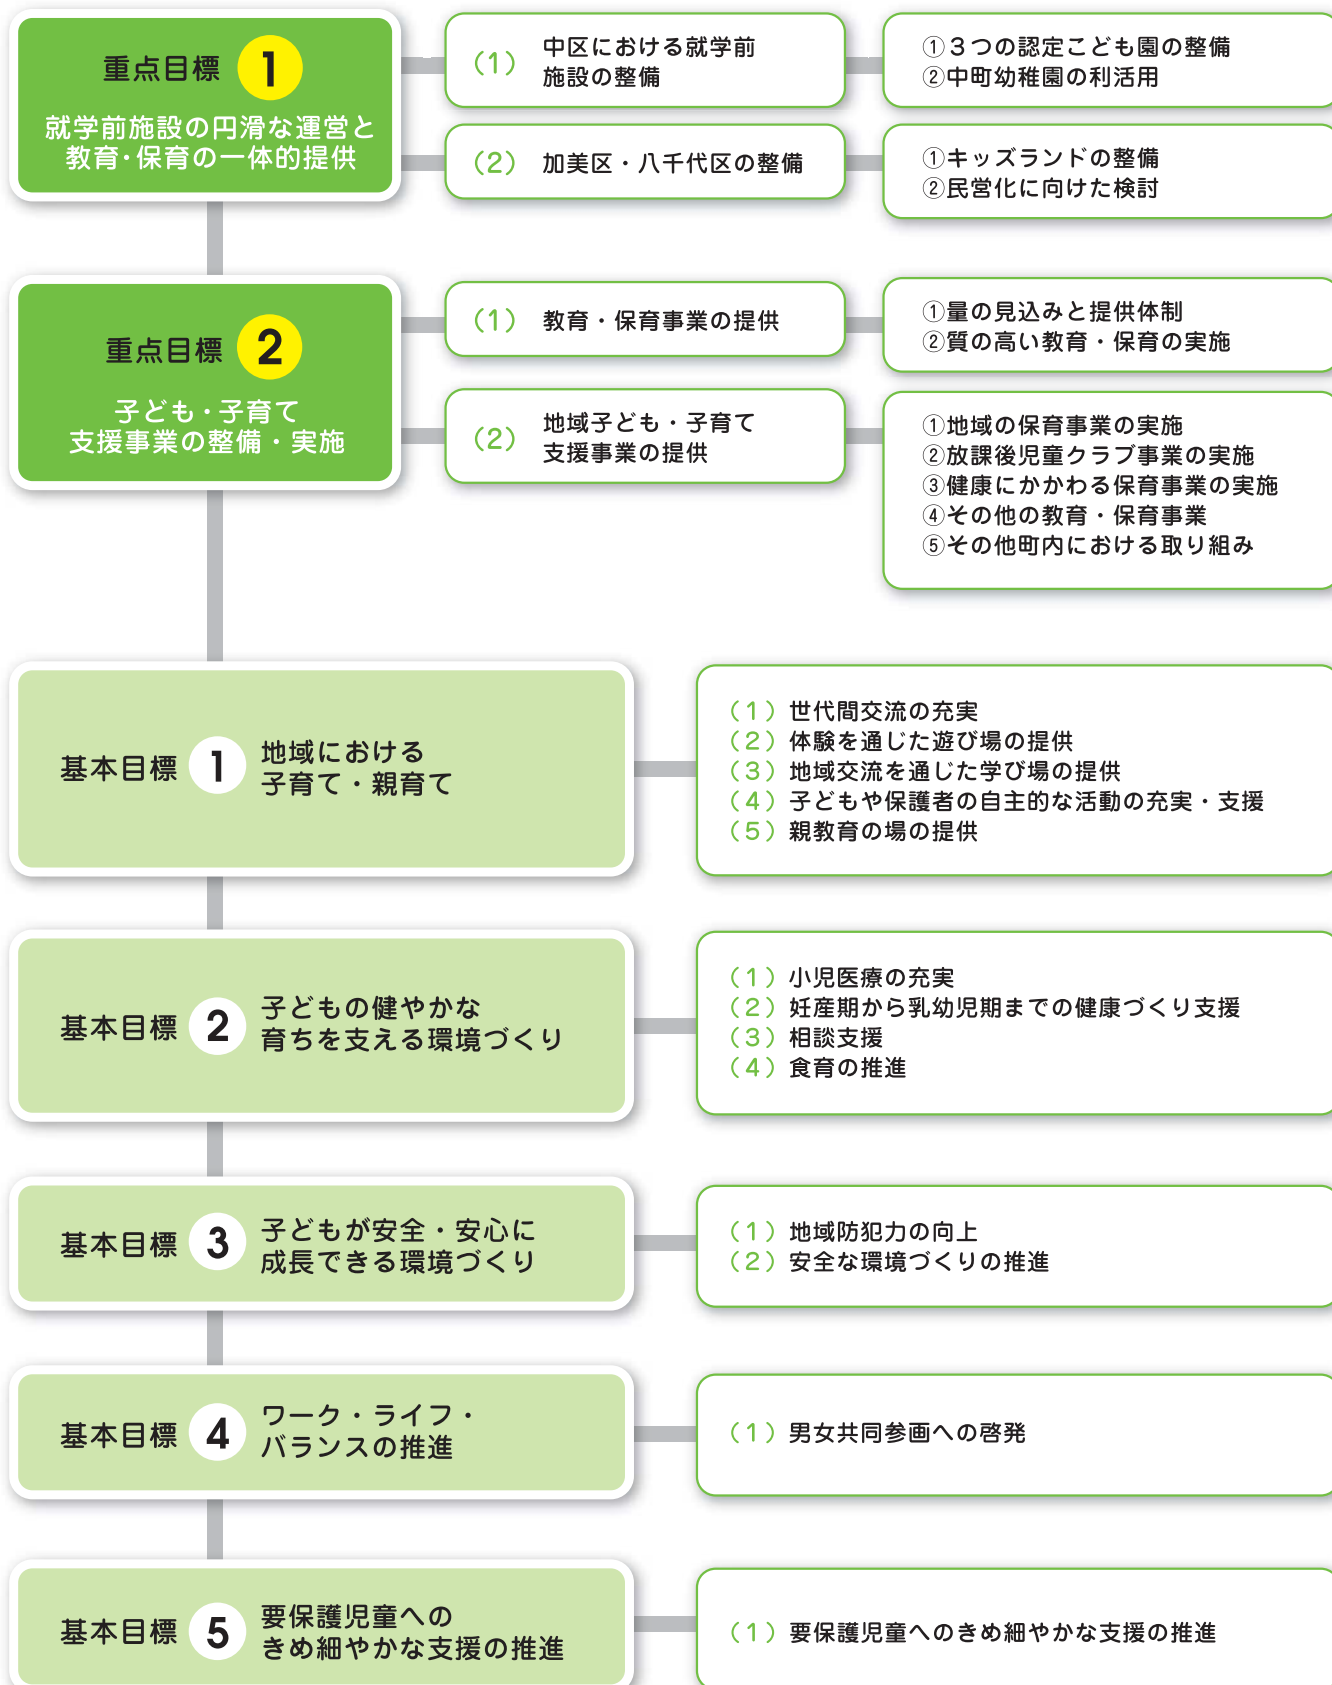 重点目標 1
就学前施設の円滑な運営と
教育・保育の一体的提供
(1) 中区における就学前
施設の整備
①３つの認定こども園の整備
②中町幼稚園の利活用
(2) 加美区・八千代区の整備
①キッズランドの整備
②民営化に向けた検討
重点目標 2
子ども・子育て
支援事業の整備・実施
(1) 教育・保育事業の提供
①量の見込みと提供体制
②質の高い教育・保育の実施
(2) 地域子ども・子育て
支援事業の提供
①地域の保育事業の実施
②放課後児童クラブ事業の実施
③健康にかかわる保育事業の実施
④その他の教育・保育事業
⑤その他町内における取り組み
基本目標 1 地域における
子育て・親育て
（1）世代間交流の充実
（2）体験を通じた遊び場の提供
（3）地域交流を通じた学び場の提供
（4）子どもや保護者の自主的な活動の充実・支援
（5）親教育の場の提供
基本目標 2 子どもの健やかな
育ちを支える環境づくり
（1）小児医療の充実
（2）妊産期から乳幼児期までの健康づくり支援
（3）相談支援
（4）食育の推進
基本目標 3 子どもが安全・安心に
成長できる環境づくり
（1）地域防犯力の向上
（2）安全な環境づくりの推進
基本目標 4 ワーク・ライフ・
バランスの推進
（1）男女共同参画への啓発
基本目標 5 要保護児童への
きめ細やかな支援の推進
（1）要保護児童へのきめ細やかな支援の推進